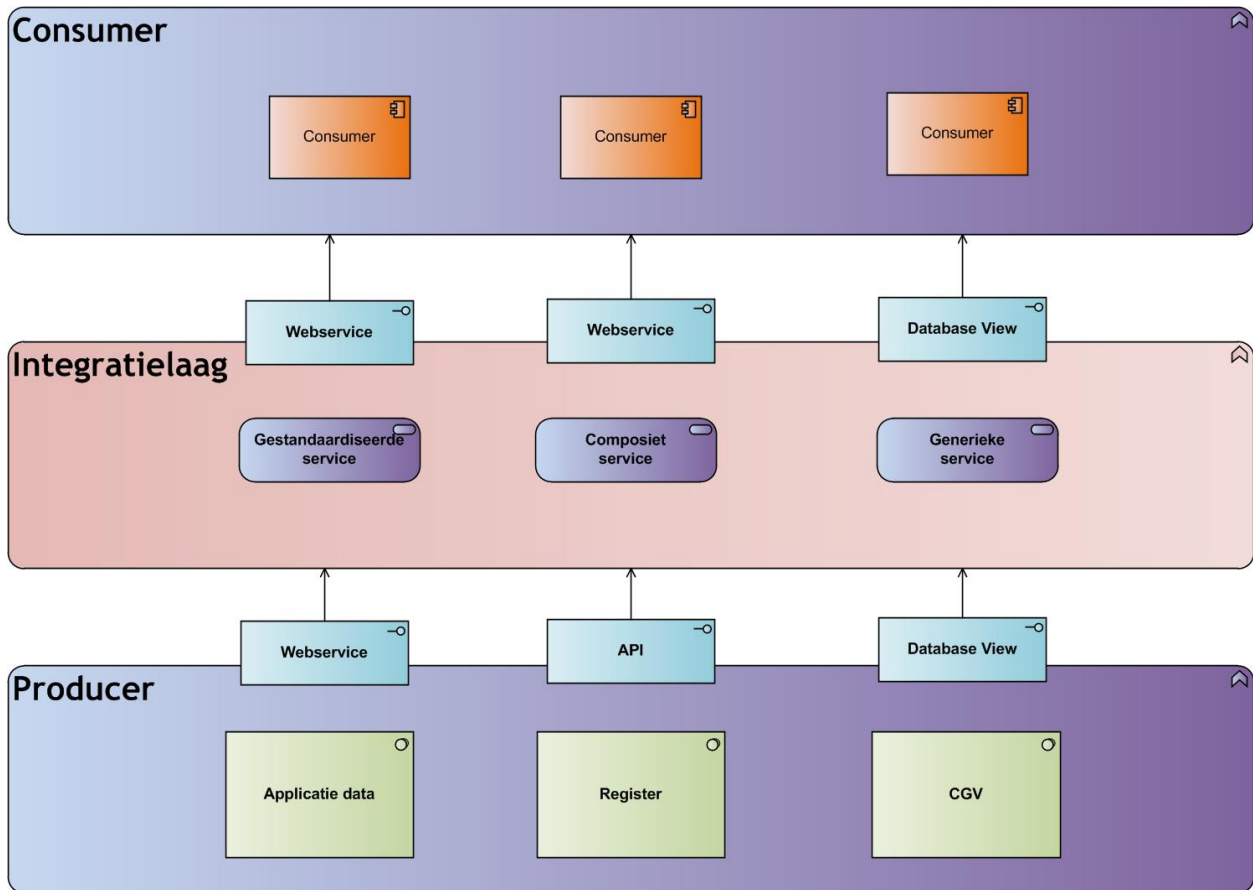 Consumer
Consumer
Consumer
Consumer
Webservice
Webservice
Database View
Integratielaag
Gestandaardiseerde
service
Composiet
service
Generieke
service
Webservice
API
Database View
Producer
Applicatie data
Register
CGV